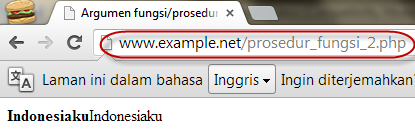 Argumen fungsi/prosedur
www.example.net/prosedur_fungsi_2.php
Laman ini dalam bahasa Inggris Ingin diterjemahkan?
IndonesiakuIndonesiaku